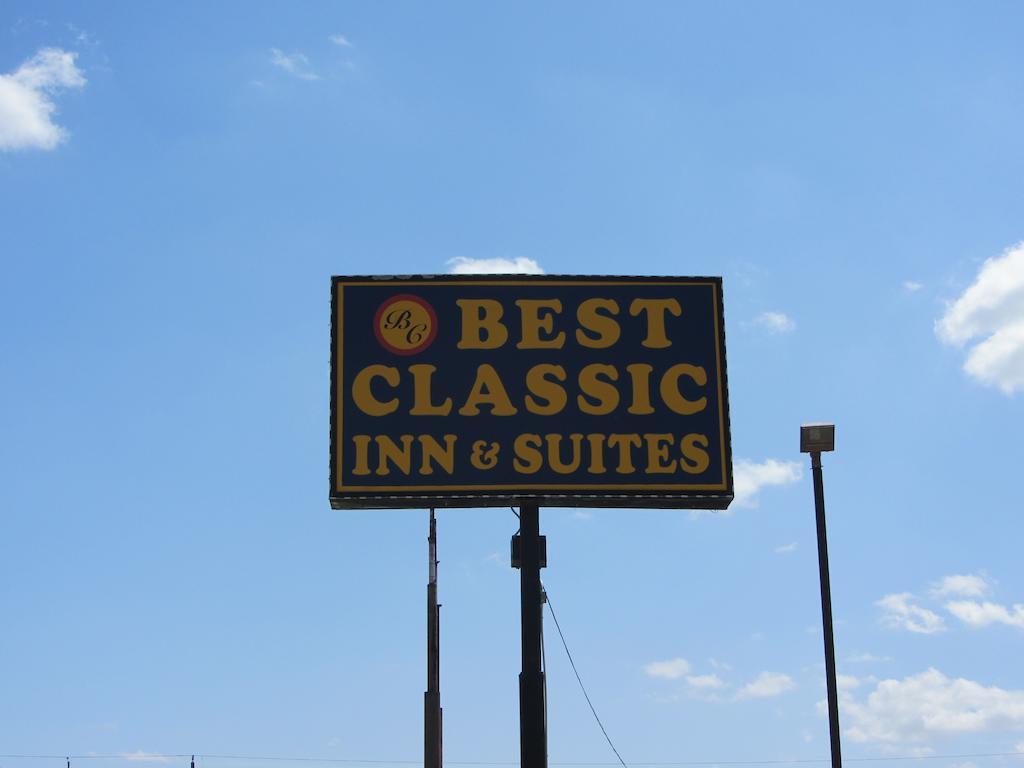 BC BEST
CLASSIC
INN & SUITES